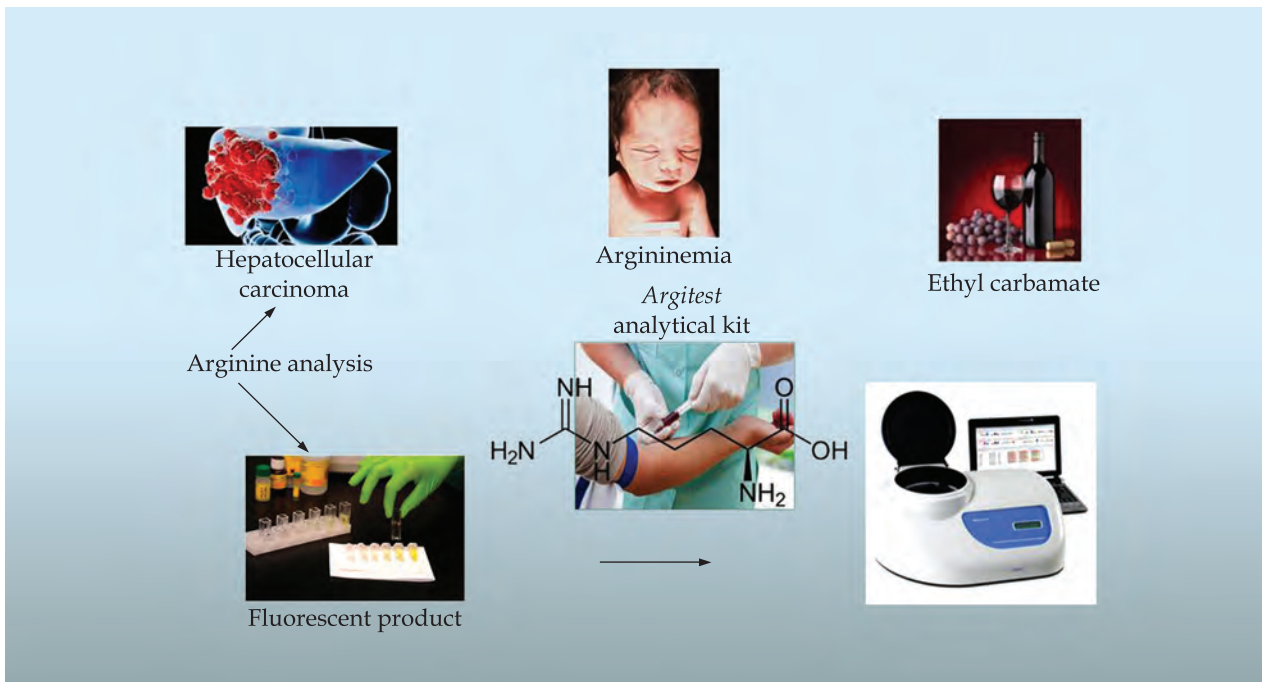 Hepatocellular
carcinoma
Argininemia
Ethyl carbamate
Argitest
analytical kit
Arginine analysis
NH
O
H₂N
N
H
OH
NH₂
Fluorescent product